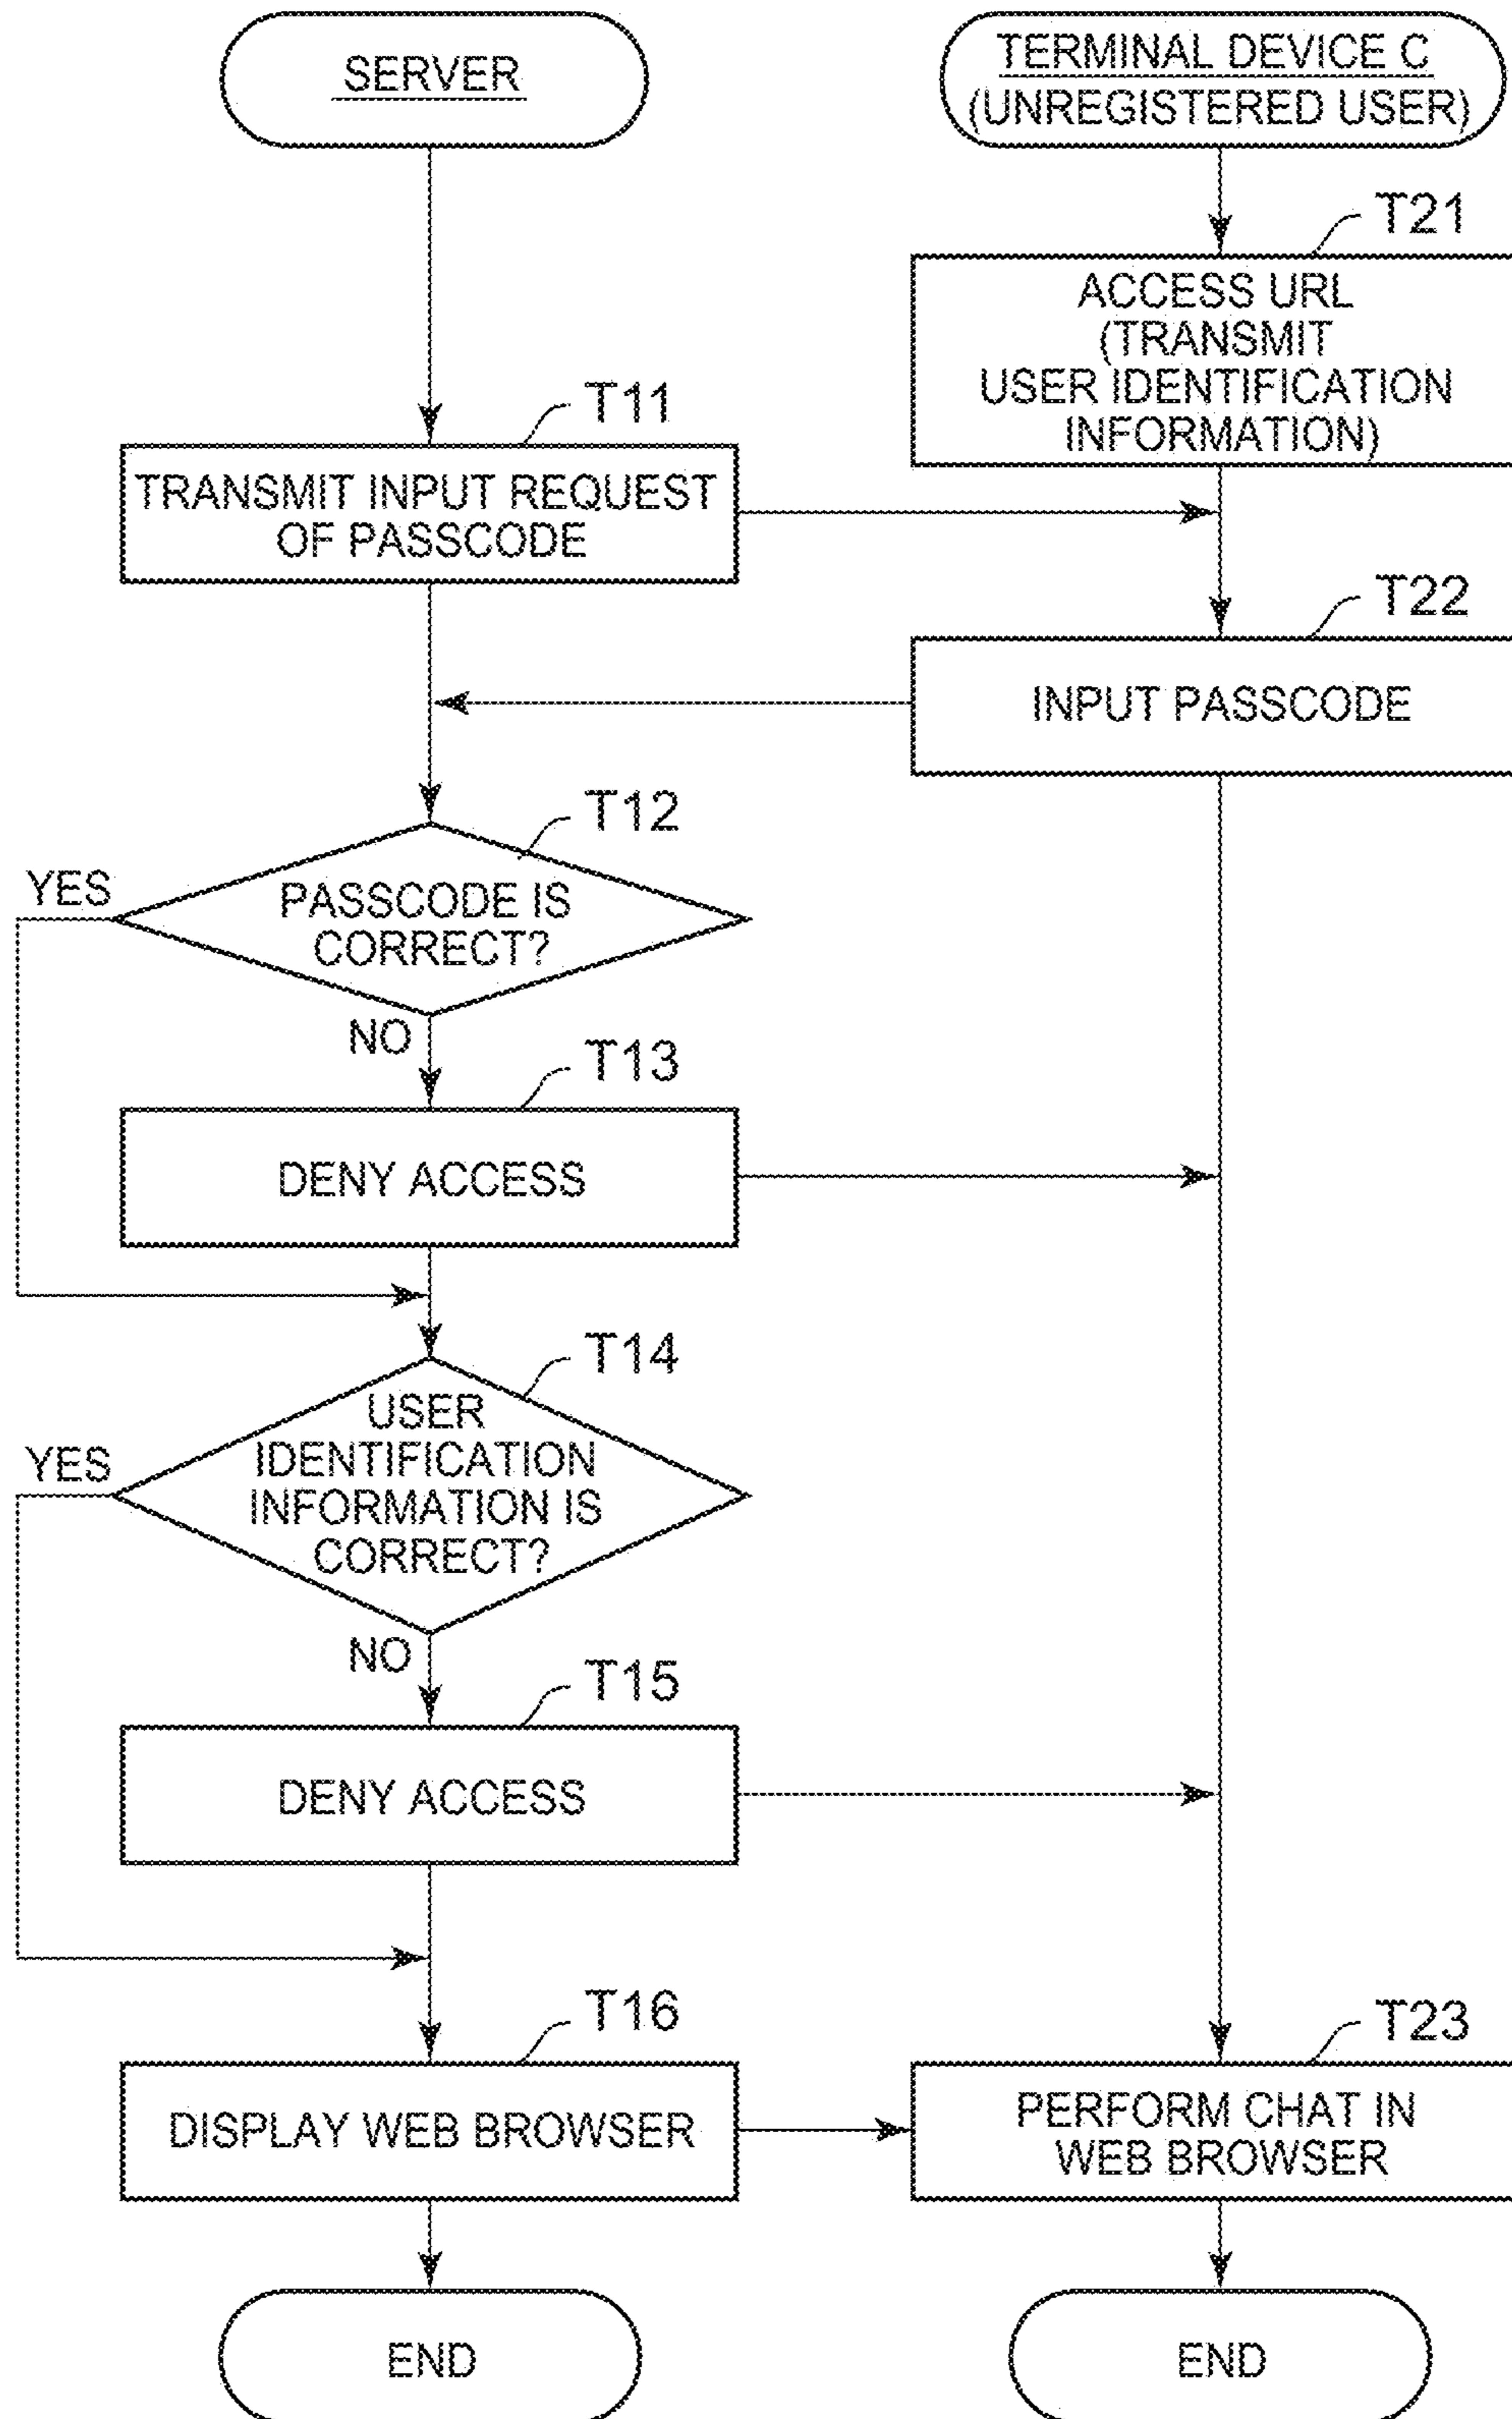 SERVER
TERMINAL DEVICE C
(UNREGISTERED USER)
T21
ACCESS URL
(TRANSMIT
USER IDENTIFICATION
INFORMATION)
T11
TRANSMIT INPUT REQUEST
OF PASSCODE
T22
INPUT PASSCODE
T12
YES
PASSCODE IS
CORRECT?
NO
T13
DENY ACCESS
T14
YES
USER
IDENTIFICATION
INFORMATION IS
CORRECT?
NO
T15
DENY ACCESS
T16
DISPLAY WEB BROWSER
T23
PERFORM CHAT IN
WEB BROWSER
END
END